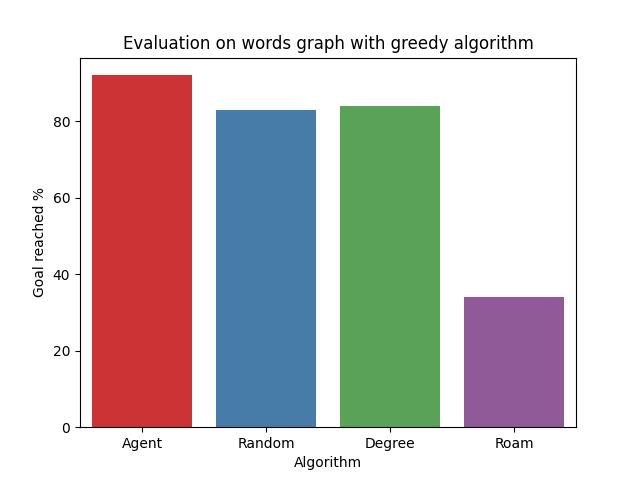 Evaluation on words graph with greedy algorithm
Goal reached %
80
60
40
20
0
Agent Random Degree Roam
Algorithm